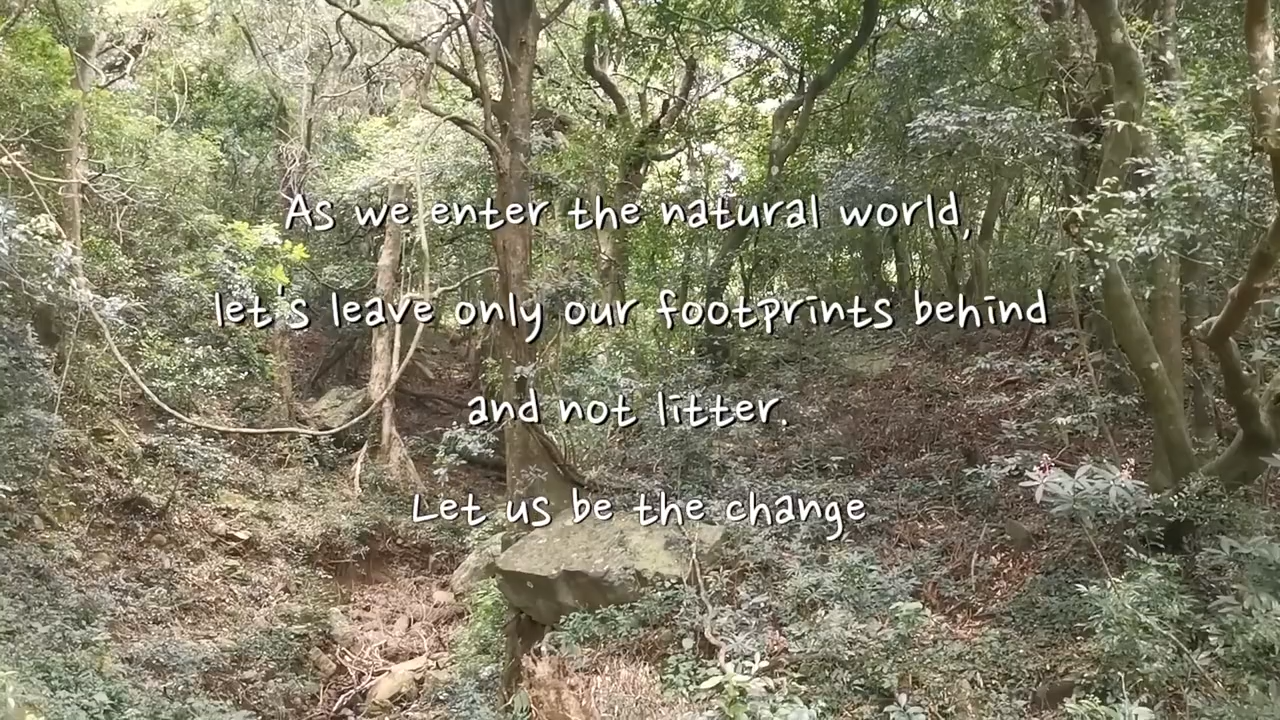 As we enter the natural world,
let's leave only our footprints behind
and not litter.
Let us be the change